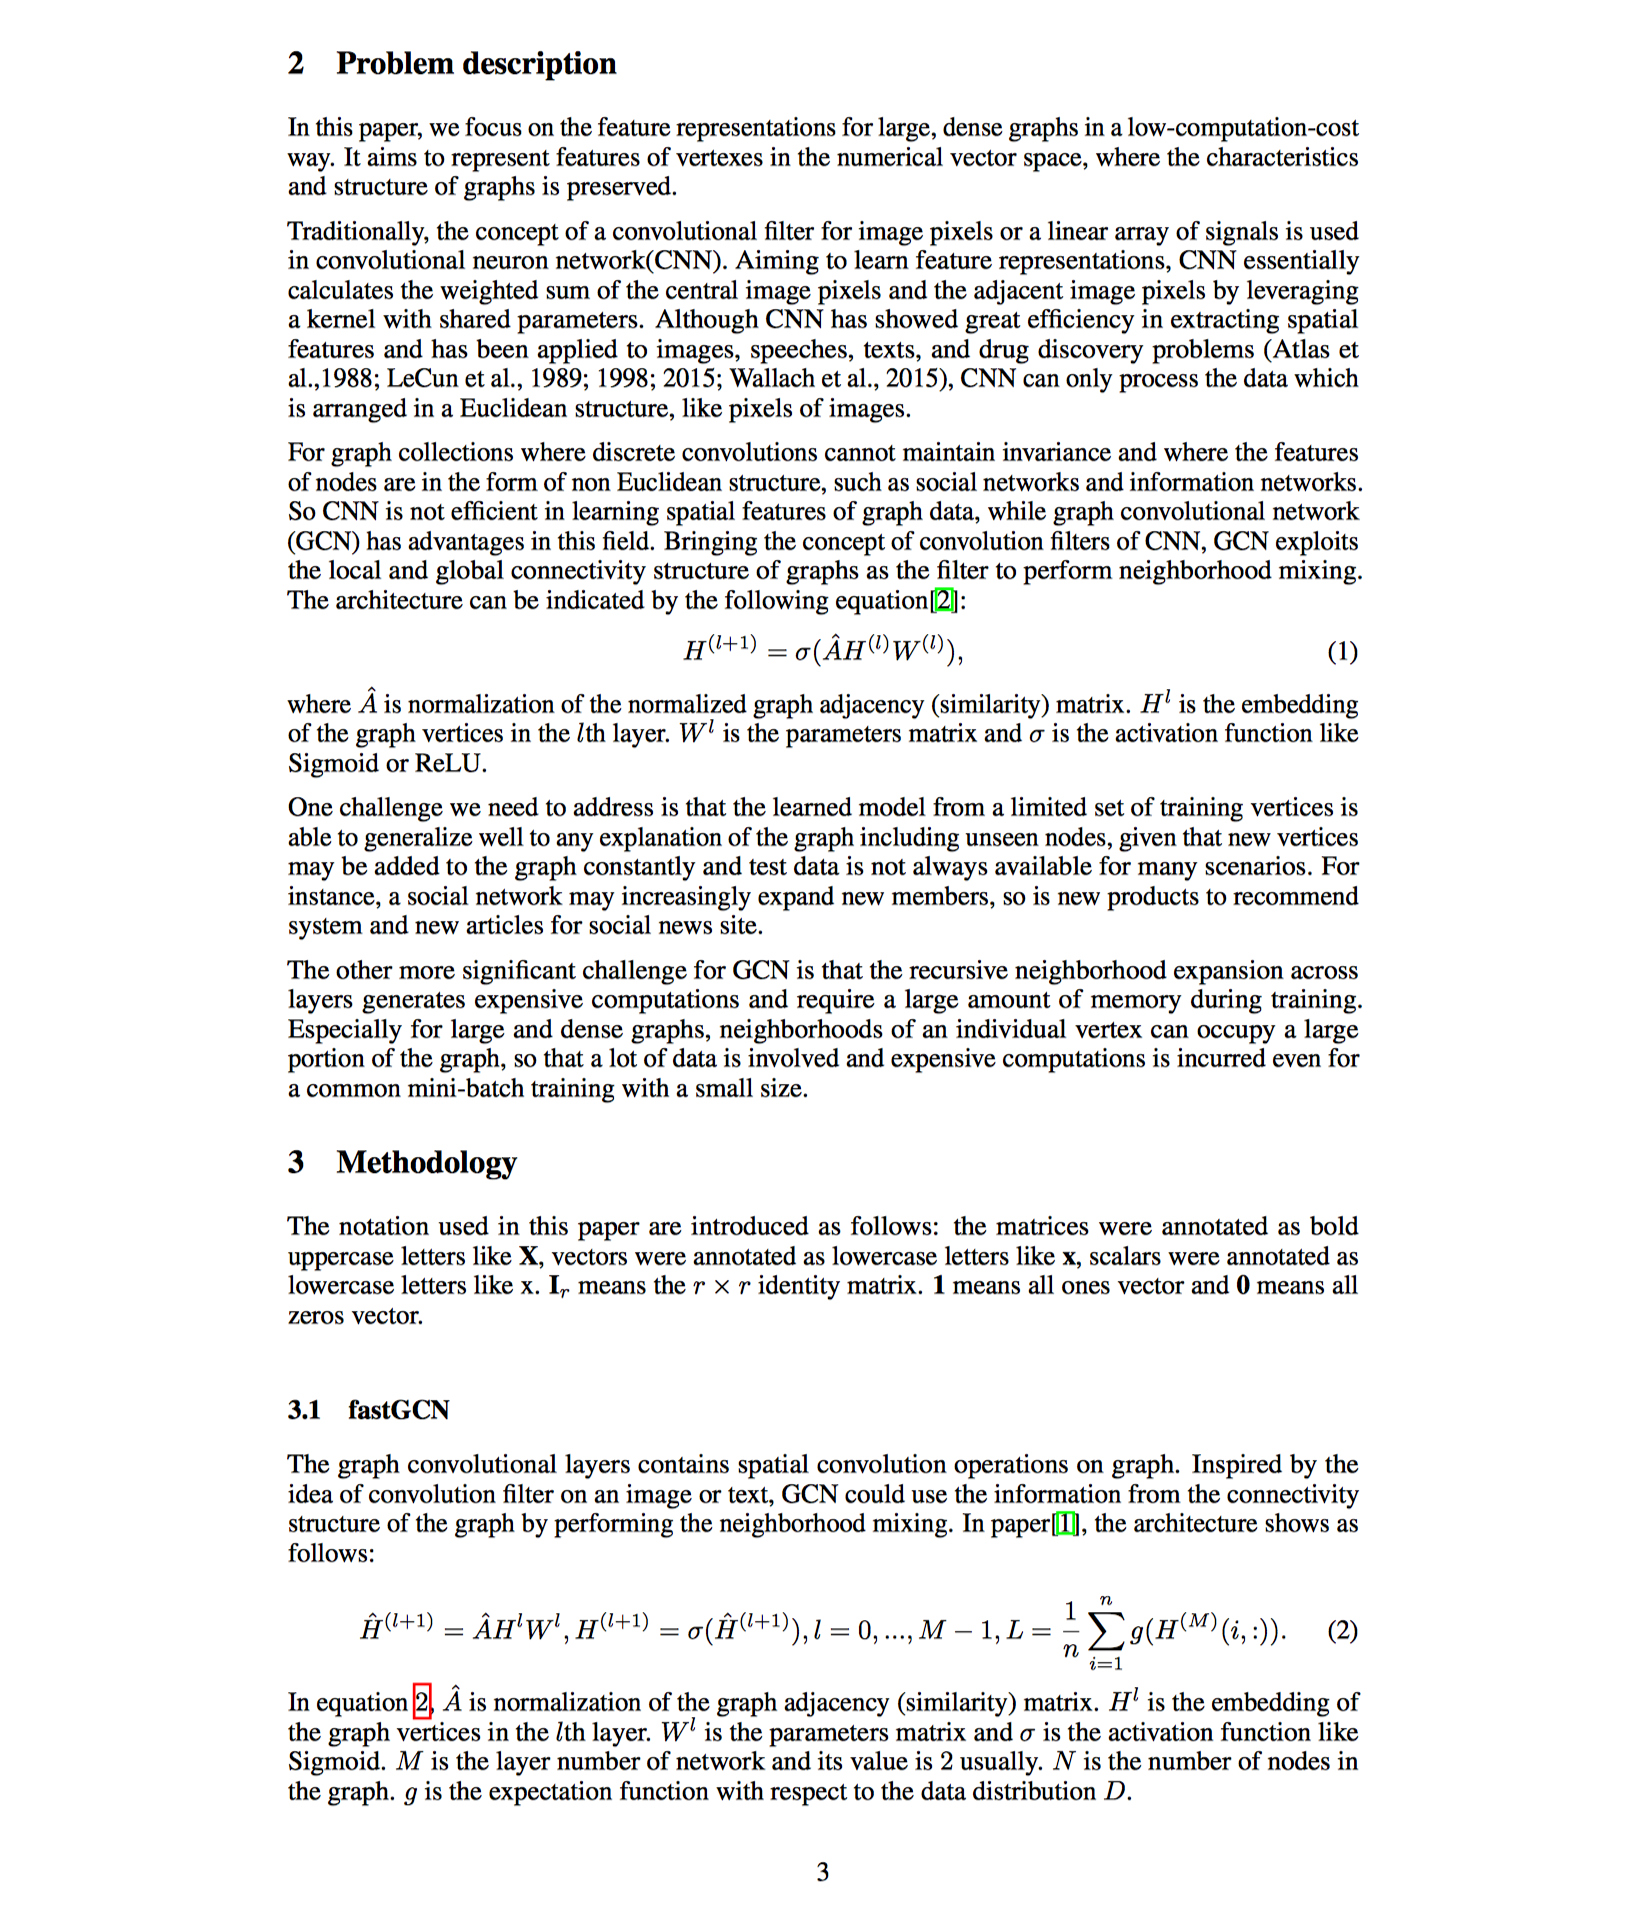 2 Problem description
In this paper, we focus on the feature representations for large, dense graphs in a low-computation-cost
way. It aims to represent features of vertexes in the numerical vector space, where the characteristics
and structure of graphs is preserved.
Traditionally, the concept of a convolutional filter for image pixels or a linear array of signals is used
in convolutional neuron network(CNN). Aiming to learn feature representations, CNN essentially
calculates the weighted sum of the central image pixels and the adjacent image pixels by leveraging
a kernel with shared parameters. Although CNN has showed great efficiency in extracting spatial
features and has been applied to images, speeches, texts, and drug discovery problems (Atlas et
al.,1988; LeCun et al., 1989; 1998; 2015; Wallach et al., 2015), CNN can only process the data which
is arranged in a Euclidean structure, like pixels of images.
For graph collections where discrete convolutions cannot maintain invariance and where the features
of nodes are in the form of non Euclidean structure, such as social networks and information networks.
So CNN is not efficient in learning spatial features of graph data, while graph convolutional network
(GCN) has advantages in this field. Bringing the concept of convolution filters of CNN, GCN exploits
the local and global connectivity structure of graphs as the filter to perform neighborhood mixing.
The architecture can be indicated by the following equation[2]:
H^(l+1) = σ(ÂH^(l)W^(l)), (1)
where Â is normalization of the normalized graph adjacency (similarity) matrix. H^l is the embedding
of the graph vertices in the lth layer. W^l is the parameters matrix and σ is the activation function like
Sigmoid or ReLU.
One challenge we need to address is that the learned model from a limited set of training vertices is
able to generalize well to any explanation of the graph including unseen nodes, given that new vertices
may be added to the graph constantly and test data is not always available for many scenarios. For
instance, a social network may increasingly expand new members, so is new products to recommend
system and new articles for social news site.
The other more significant challenge for GCN is that the recursive neighborhood expansion across
layers generates expensive computations and require a large amount of memory during training.
Especially for large and dense graphs, neighborhoods of an individual vertex can occupy a large
portion of the graph, so that a lot of data is involved and expensive computations is incurred even for
a common mini-batch training with a small size.
3 Methodology
The notation used in this paper are introduced as follows: the matrices were annotated as bold
uppercase letters like X, vectors were annotated as lowercase letters like x, scalars were annotated as
lowercase letters like x. I_r means the r × r identity matrix. 1 means all ones vector and 0 means all
zeros vector.
3.1 fastGCN
The graph convolutional layers contains spatial convolution operations on graph. Inspired by the
idea of convolution filter on an image or text, GCN could use the information from the connectivity
structure of the graph by performing the neighborhood mixing. In paper[1], the architecture shows as
follows:
Ĥ^(l+1) = ÂH^lW^l, H^(l+1) = σ(Ĥ^(l+1)), l = 0, ..., M − 1, L = 1/n ∑_{i=1}^{n} g(H^(M)(i, :)). (2)
In equation 2, Â is normalization of the graph adjacency (similarity) matrix. H^l is the embedding of
the graph vertices in the lth layer. W^l is the parameters matrix and σ is the activation function like
Sigmoid. M is the layer number of network and its value is 2 usually. N is the number of nodes in
the graph. g is the expectation function with respect to the data distribution D.
3